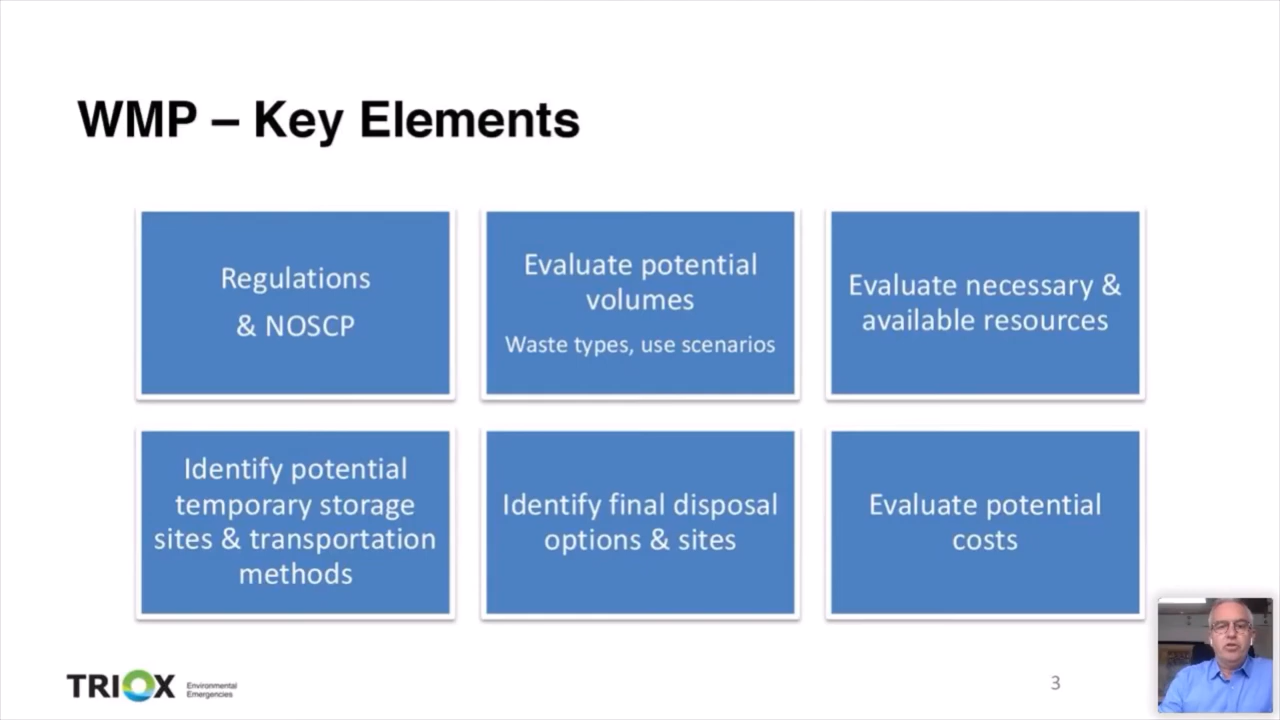 WMP – Key Elements
Regulations
& NOSCP
Evaluate potential
volumes
Waste types, use scenarios
Evaluate necessary &
available resources
Identify potential
temporary storage
sites & transportation
methods
Identify final disposal
options & sites
Evaluate potential
costs
TRIOX
Environmental
Emergencies
3